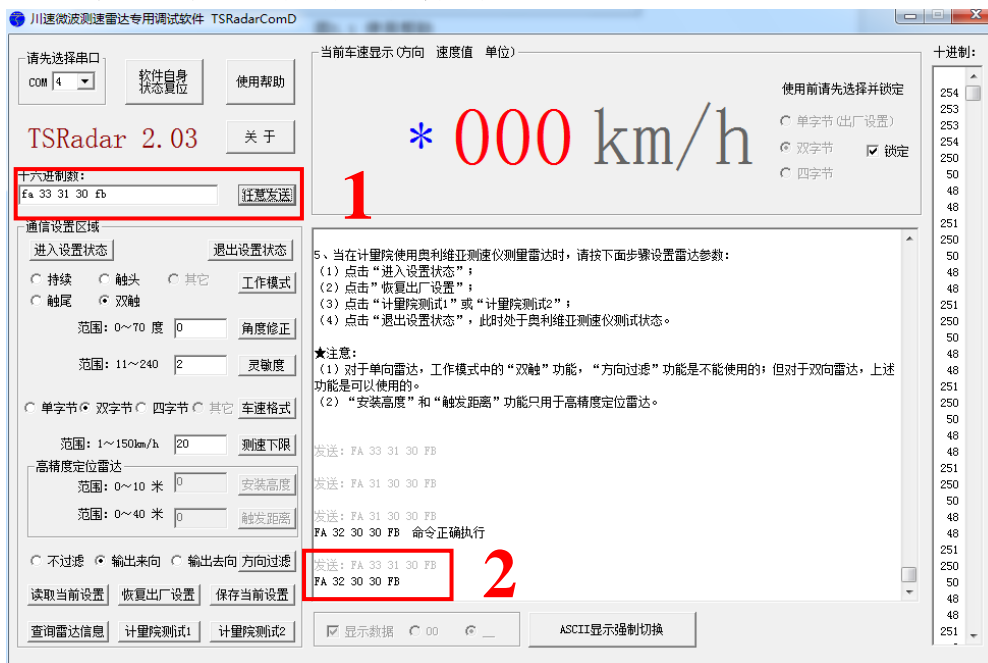 川速微波测速雷达专用调试软件 TSRadarComD
请先选择串口
COM 4
软件自身
状态复位
使用帮助
TSRadar 2.03
关于
十六进制数:
fa 33 31 30 fb
任意发送
1
通信设置区域
进入设置状态
退出设置状态
持续 触头 其它 工作模式
触尾 双触
范围: 0~70 度 0 角度修正
范围: 11~240 2 灵敏度
单字节 双字节 四字节 其它 车速格式
范围: 1~150km/h 20 测速下限
高精度定位雷达
范围: 0~10 米 0 安装高度
范围: 0~40 米 0 触发距离
不过滤 输出来向 输出去向 方向过滤
读取当前设置 恢复出厂设置 保存当前设置
查询雷达信息 计量院测试1 计量院测试2
当前车速显示(方向 速度值 单位)
* 000 km/h
使用前请先选择并锁定
单字节(出厂设置)
双字节
锁定
四字节
5、当在计量院使用奥利维亚测速仪测量雷达时，请按下面步骤设置雷达参数:
(1) 点击“进入设置状态”;
(2) 点击”恢复出厂设置”;
(3) 点击“计量院测试1”或“计量院测试2”;
(4) 点击“退出设置状态”，此时处于奥利维亚测速仪测试状态。
★注意:
(1) 对于单向雷达，工作模式中的“双触”功能，“方向过滤”功能是不能使用的；但对于双向雷达，上述
功能是可以使用的。
(2) “安装高度”和“触发距离”功能只用于高精度定位雷达。
发送: FA 33 31 30 FB
发送: FA 31 30 30 FB
发送: FA 31 30 30 FB
FA 32 30 30 FB 命令正确执行
发送: FA 33 31 30 FB
FA 32 30 30 FB
2
显示数据 00 __
ASCII显示强制切换
十进制:
254
253
253
254
250
50
48
48
251
250
50
48
48
251
250
50
48
48
251
250
50
48
48
251
250
50
48
48
251
250
50
48
48
251